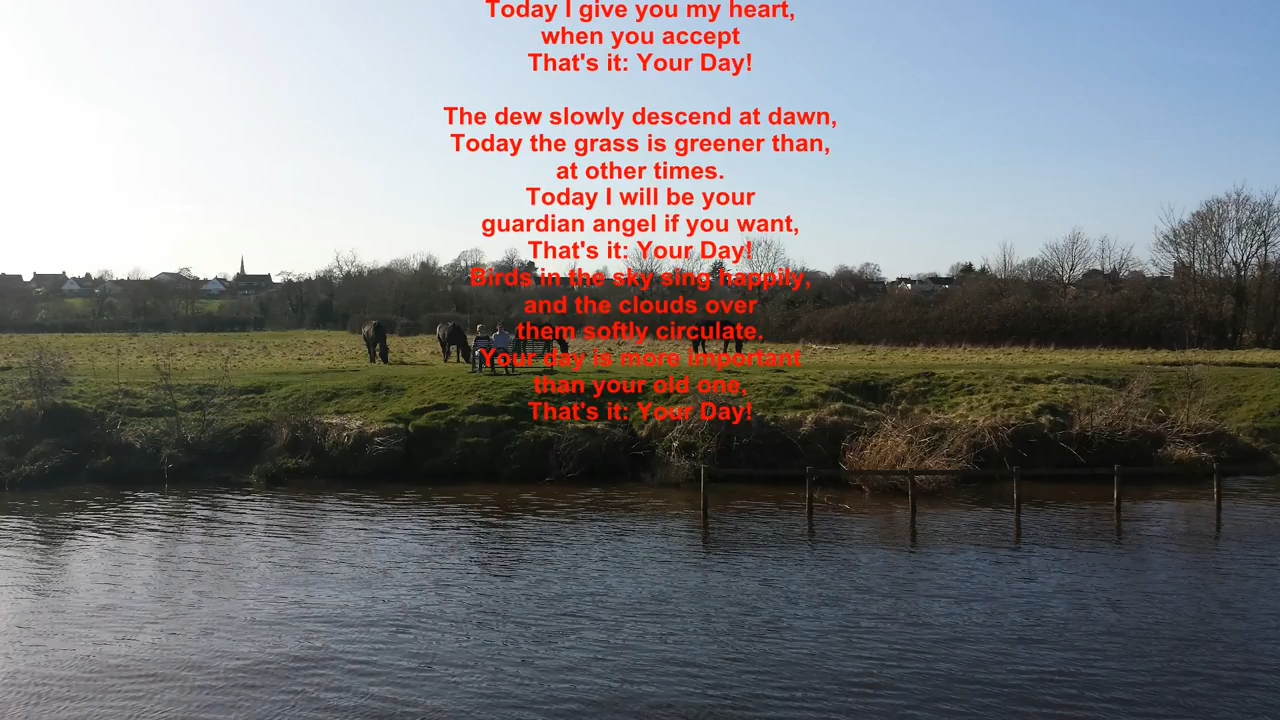 Today I give you my heart,
when you accept
That's it: Your Day!
The dew slowly descend at dawn,
Today the grass is greener than,
at other times.
Today I will be your
guardian angel if you want,
That's it: Your Day!
Birds in the sky sing happily,
and the clouds over
them softly circulate.
Your day is more important
than your old one,
That's it: Your Day!